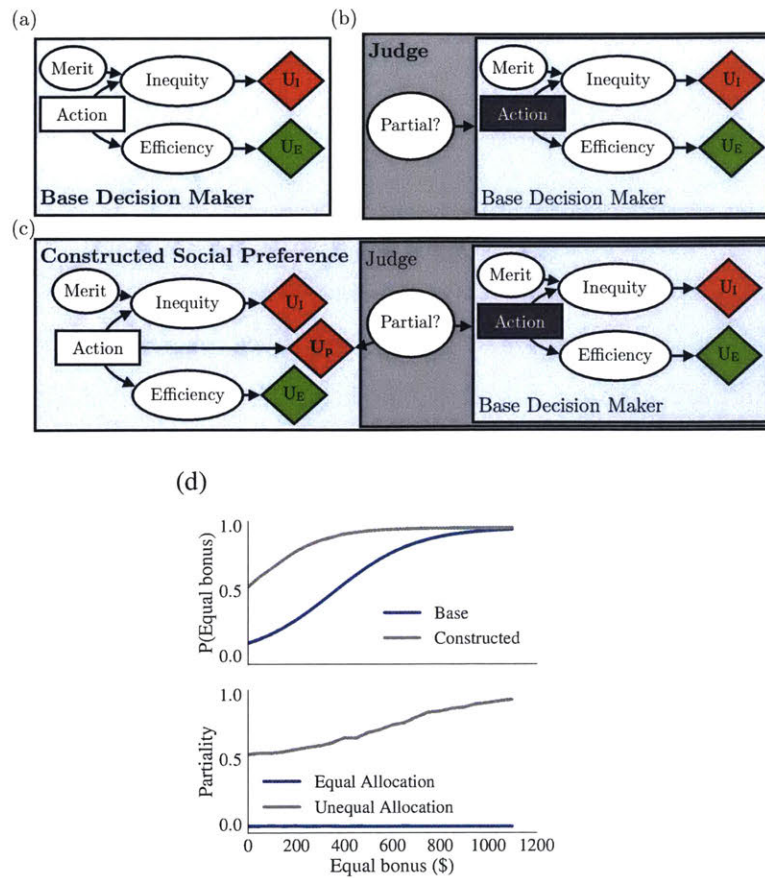 (a)
Merit
Inequity
U_I
Action
Efficiency
U_E
Base Decision Maker
(b)
Judge
Partial?
Merit
Inequity
U_I
Action
Efficiency
U_E
Base Decision Maker
(c)
Constructed Social Preference
Merit
Inequity
U_I
Action
U_P
Efficiency
U_E
Judge
Partial?
Merit
Inequity
U_I
Action
Efficiency
U_E
Base Decision Maker
(d)
P(Equal bonus)
1.0
0.5
0.0
Base
Constructed
Partiality
1.0
0.5
0.0
Equal Allocation
Unequal Allocation
0 200 400 600 800 1000 1200
Equal bonus ($)